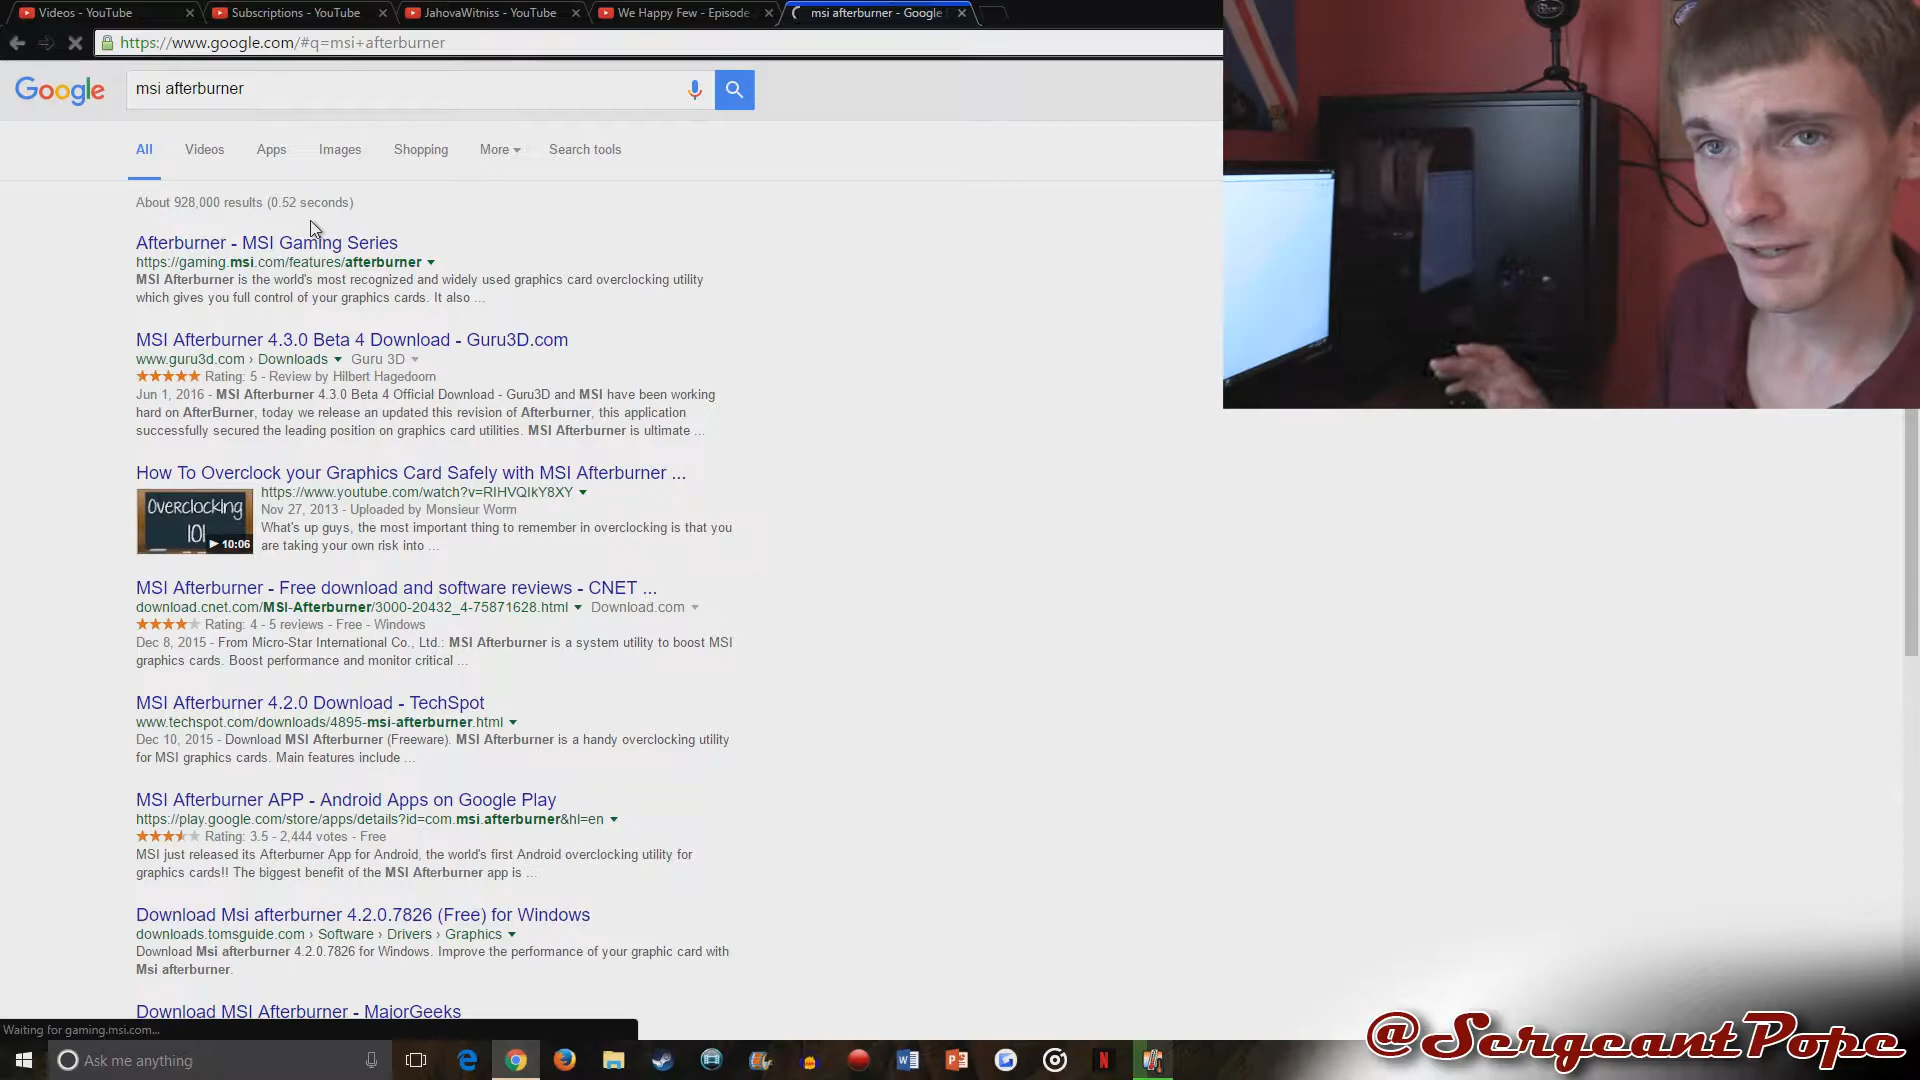 Videos - YouTube
Subscriptions - YouTube
JahovaWitniss - YouTube
We Happy Few - Episode
msi afterburner - Google
https://www.google.com/#q=msi+afterburner
Google
msi afterburner
All
Videos
Apps
Images
Shopping
More
Search tools
About 928,000 results (0.52 seconds)
Afterburner - MSI Gaming Series
https://gaming.msi.com/features/afterburner
MSI Afterburner is the world's most recognized and widely used graphics card overclocking utility
which gives you full control of your graphics cards. It also ...
MSI Afterburner 4.3.0 Beta 4 Download - Guru3D.com
www.guru3d.com › Downloads Guru 3D
Rating: 5 - Review by Hilbert Hagedoorn
Jun 1, 2016 - MSI Afterburner 4.3.0 Beta 4 Official Download - Guru3D and MSI have been working
hard on AfterBurner, today we release an updated this revision of Afterburner, this application
successfully secured the leading position on graphics card utilities. MSI Afterburner is ultimate ...
How To Overclock your Graphics Card Safely with MSI Afterburner ...
Overclocking
101
10:06
https://www.youtube.com/watch?v=RIHVQIkY8XY
Nov 27, 2013 - Uploaded by Monsieur Worm
What's up guys, the most important thing to remember in overclocking is that you
are taking your own risk into ...
MSI Afterburner - Free download and software reviews - CNET ...
download.cnet.com/MSI-Afterburner/3000-20432_4-75871628.html Download.com
Rating: 4 - 5 reviews - Free - Windows
Dec 8, 2015 - From Micro-Star International Co., Ltd.: MSI Afterburner is a system utility to boost MSI
graphics cards. Boost performance and monitor critical ...
MSI Afterburner 4.2.0 Download - TechSpot
www.techspot.com/downloads/4895-msi-afterburner.html
Dec 10, 2015 - Download MSI Afterburner (Freeware). MSI Afterburner is a handy overclocking utility
for MSI graphics cards. Main features include ...
MSI Afterburner APP - Android Apps on Google Play
https://play.google.com/store/apps/details?id=com.msi.afterburner&hl=en
Rating: 3.5 - 2,444 votes - Free
MSI just released its Afterburner App for Android, the world's first Android overclocking utility for
graphics cards!! The biggest benefit of the MSI Afterburner app is ...
Download Msi afterburner 4.2.0.7826 (Free) for Windows
downloads.tomsguide.com › Software › Drivers › Graphics
Download Msi afterburner 4.2.0.7826 for Windows. Improve the performance of your graphic card with
Msi afterburner.
Download MSI Afterburner - MajorGeeks
Waiting for gaming.msi.com...
Ask me anything
@SergeantPope